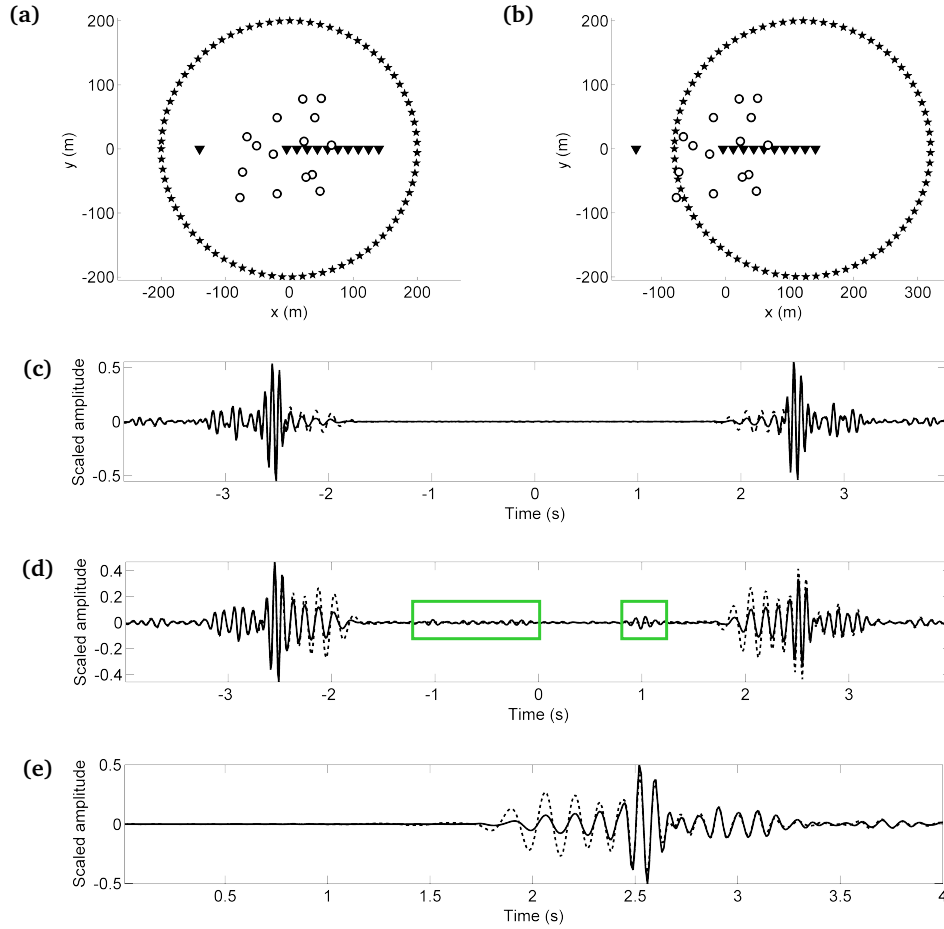 (a)
200
100
0
-100
-200
y (m)
-200 -100 0 100 200
x (m)
(b)
200
100
0
-100
-200
y (m)
-100 0 100 200 300
x (m)
(c)
Scaled amplitude
0.5
0
-0.5
-3 -2 -1 0 1 2 3
Time (s)
(d)
Scaled amplitude
0.4
0.2
0
-0.2
-0.4
-3 -2 -1 0 1 2 3
Time (s)
(e)
Scaled amplitude
0.5
0
-0.5
0.5 1 1.5 2 2.5 3 3.5 4
Time (s)